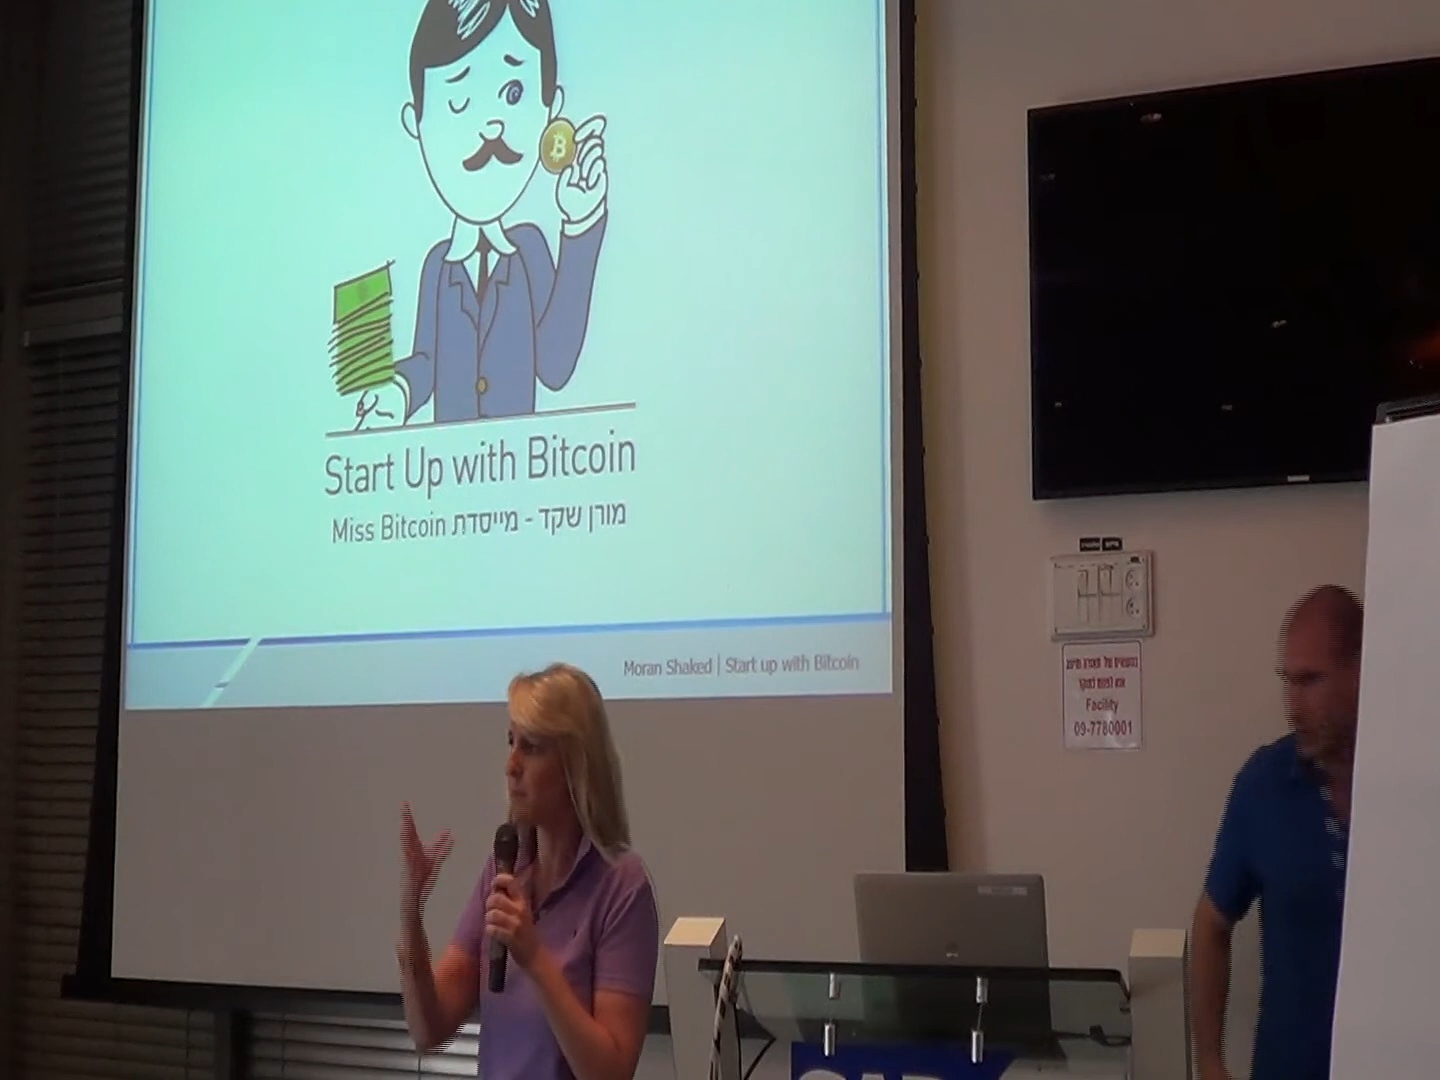 Start Up with Bitcoin
מורן שקד - מייסדת Miss Bitcoin
Moran Shaked | Start up with Bitcoin
Facility
09-7780001